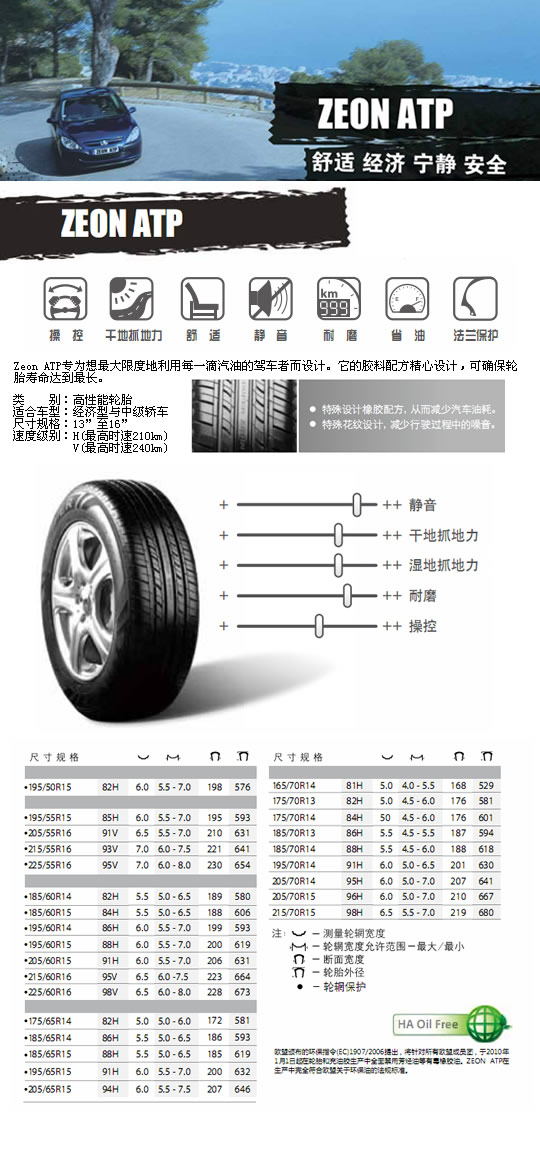 ZEON ATP
ZEON ATP
舒适 经济 宁静 安全
ZEON ATP
km
999
操 控
干地抓地力
舒 适
静 音
耐 磨
省 油
法兰保护
Zeon ATP专为想最大限度地利用每一滴汽油的驾车者而设计。它的胶料配方精心设计，可确保轮
胎寿命达到最长。
类　　别：高性能轮胎
适合车型：经济型与中级轿车
尺寸规格：13”至16”
速度级别：H(最高时速210km)
V(最高时速240km)
● 特殊设计橡胶配方，从而减少汽车油耗。
● 特殊花纹设计，减少行驶过程中的噪音。
+ ++ 静音
+ ++ 干地抓地力
+ ++ 湿地抓地力
+ ++ 耐磨
+ ++ 操控
尺寸规格
•195/50R15 82H 6.0 5.5 - 7.0 198 576
•195/55R15 85H 6.0 5.5 - 7.0 195 593
•205/55R16 91V 6.5 5.5 - 7.0 210 631
•215/55R16 93V 7.0 6.0 - 7.5 221 641
•225/55R16 95V 7.0 6.0 - 8.0 230 654
•185/60R14 82H 5.5 5.0 - 6.5 189 580
•185/60R15 84H 5.5 5.0 - 6.5 188 606
•195/60R14 86H 6.0 5.5 - 7.0 199 593
•195/60R15 88H 6.0 5.5 - 7.0 200 619
•205/60R15 91H 6.0 5.5 - 7.0 206 631
•215/60R16 95V 6.5 6.0 -7.5 223 664
•225/60R16 98V 6.5 6.0 - 8.0 228 673
•175/65R14 82H 5.0 5.0 - 6.0 172 581
•185/65R14 86H 5.5 5.0 - 6.5 186 593
•185/65R15 88H 5.5 5.0 - 6.5 185 619
•195/65R15 91H 6.0 5.5 - 7.0 200 632
•205/65R15 94H 6.0 5.5 - 7.5 207 646
尺寸规格
165/70R14 81H 5.0 4.0 - 5.5 168 529
175/70R13 82H 5.0 4.5 - 6.0 176 581
175/70R14 84H 50 4.5 - 6.0 176 601
185/70R13 86H 5.5 4.5 - 5.5 187 594
185/70R14 88H 5.5 4.5 - 6.0 188 618
195/70R14 91H 6.0 5.0 - 6.5 201 630
205/70R14 95H 6.0 5.0 - 7.0 207 641
205/70R15 96H 6.0 5.0 - 7.0 210 667
215/70R15 98H 6.5 5.5 - 7.0 219 680
注： － 测量轮辋宽度
－ 轮辋宽度允许范围－最大/最小
－ 断面宽度
－ 轮胎外径
● － 轮辋保护
HA Oil Free
欧盟颁布的环保指令(EC)1907/2006提出，将针对所有欧盟成员国，于2010年
1月1日起在轮胎和充油胶生产中全面禁用芳烃油等有毒橡胶油。ZEON ATP在
生产中完全符合欧盟关于环保油的法规标准。